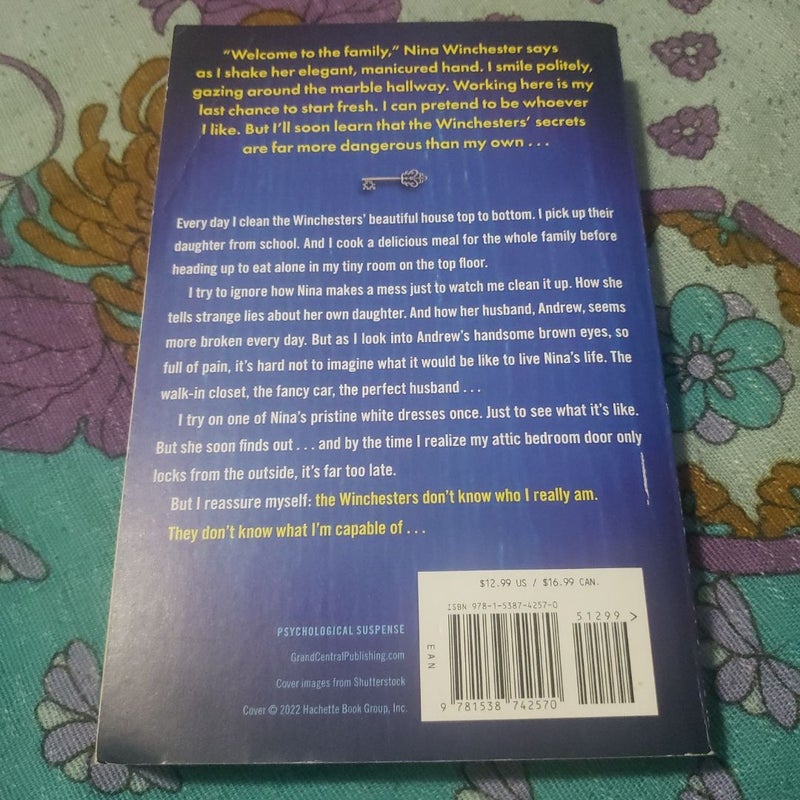 “Welcome to the family,” Nina Winchester says
as I shake her elegant, manicured hand. I smile politely,
gazing around the marble hallway. Working here is my
last chance to start fresh. I can pretend to be whoever
I like. But I’ll soon learn that the Winchesters’ secrets
are far more dangerous than my own . . .
Every day I clean the Winchesters’ beautiful house top to bottom. I pick up their
daughter from school. And I cook a delicious meal for the whole family before
heading up to eat alone in my tiny room on the top floor.
I try to ignore how Nina makes a mess just to watch me clean it up. How she
tells strange lies about her own daughter. And how her husband, Andrew, seems
more broken every day. But as I look into Andrew’s handsome brown eyes, so
full of pain, it’s hard not to imagine what it would be like to live Nina’s life. The
walk-in closet, the fancy car, the perfect husband . . .
I try on one of Nina’s pristine white dresses once. Just to see what it’s like.
But she soon finds out . . . and by the time I realize my attic bedroom door only
locks from the outside, it’s far too late.
But I reassure myself: the Winchesters don’t know who I really am.
They don’t know what I’m capable of . . .
PSYCHOLOGICAL SUSPENSE
GrandCentralPublishing.com
Cover images from Shutterstock
Cover © 2022 Hachette Book Group, Inc.
$12.99 US / $16.99 CAN.
ISBN 978-1-5387-4257-0
51299 >
EAN
9 781538 742570